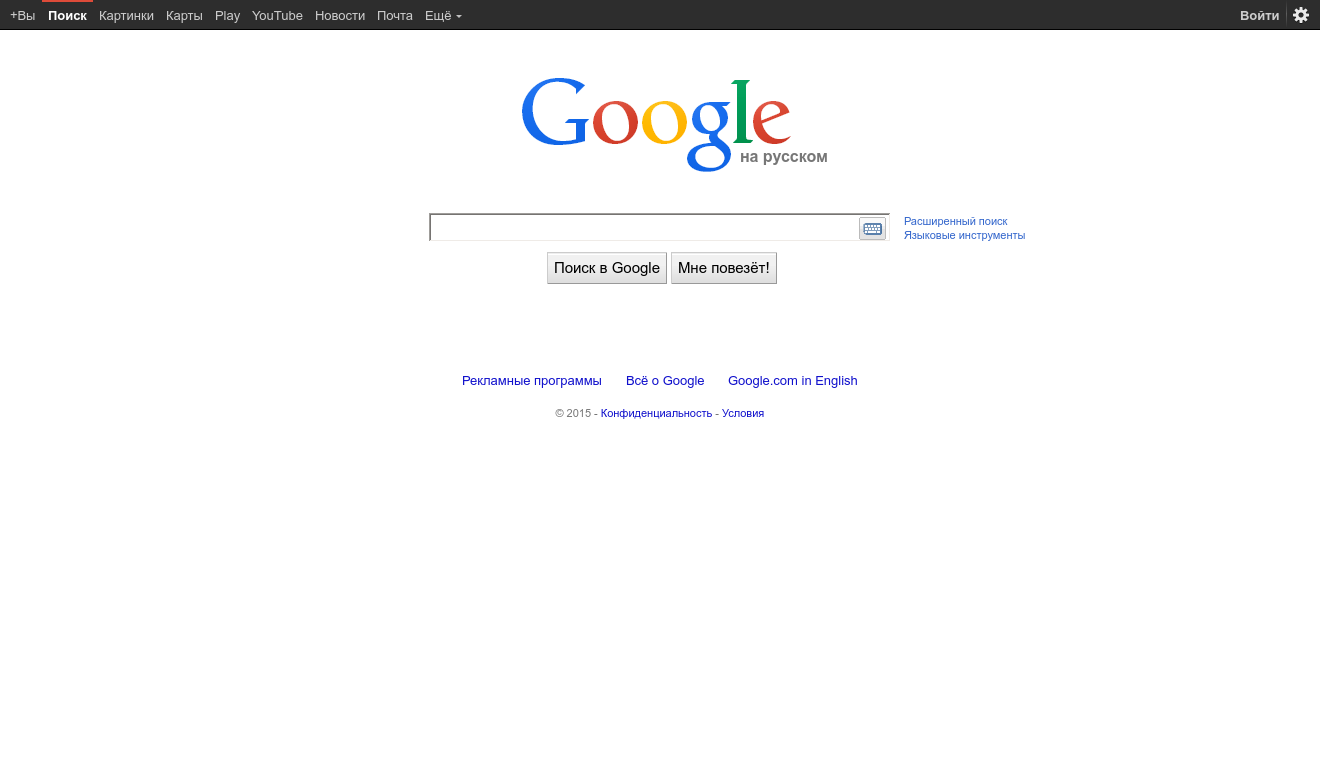 +Вы Поиск Картинки Карты Play YouTube Новости Почта Ещё Войти
Google
на русском
Расширенный поиск
Языковые инструменты
Поиск в Google Мне повезёт!
Рекламные программы Всё о Google Google.com in English
© 2015 - Конфиденциальность - Условия